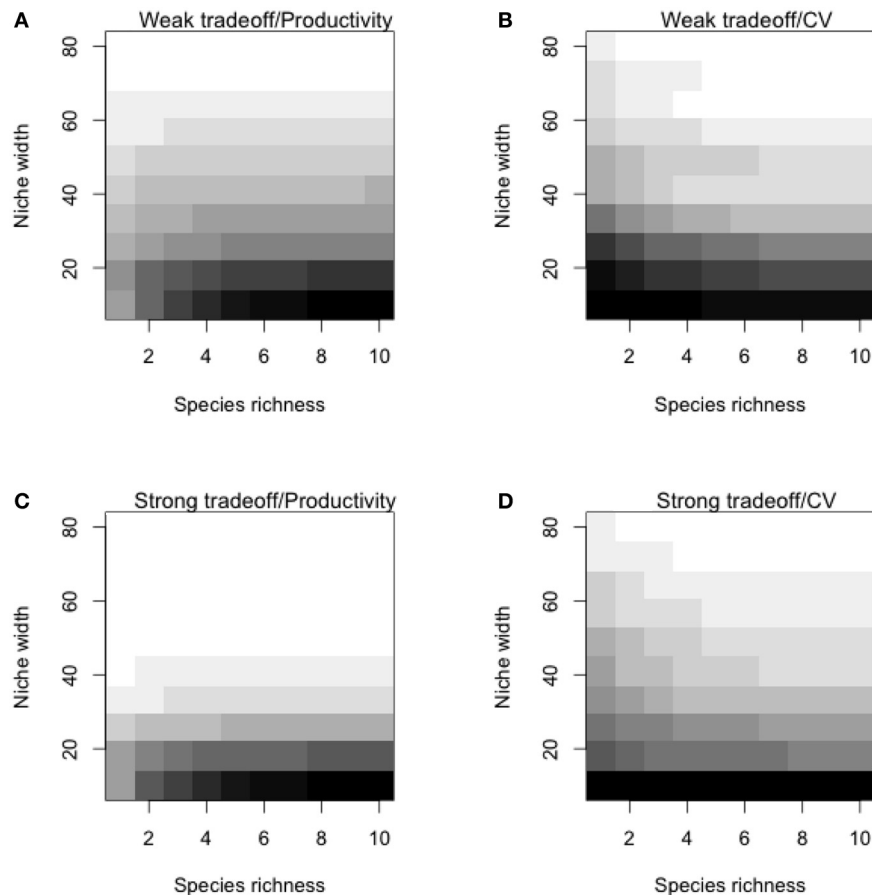 A Weak tradeoff/Productivity
B Weak tradeoff/CV
Niche width
80
60
40
20
2 4 6 8 10
Species richness
Niche width
80
60
40
20
2 4 6 8 10
Species richness
C Strong tradeoff/Productivity
D Strong tradeoff/CV
Niche width
80
60
40
20
2 4 6 8 10
Species richness
Niche width
80
60
40
20
2 4 6 8 10
Species richness